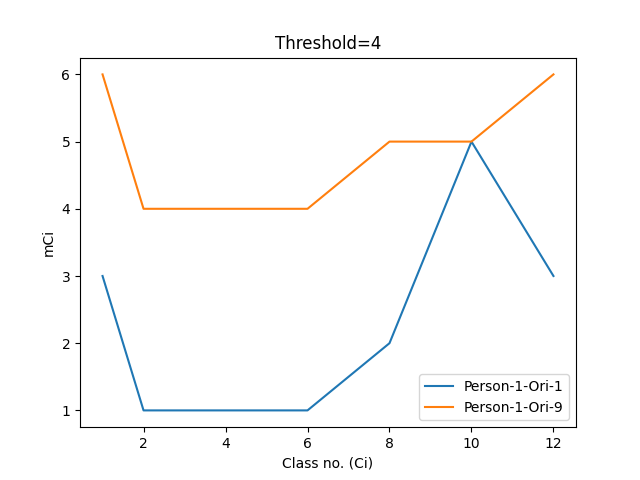 Threshold=4
6
5
4
3
2
1
mCi
2 4 6 8 10 12
Class no. (Ci)
Person-1-Ori-1
Person-1-Ori-9